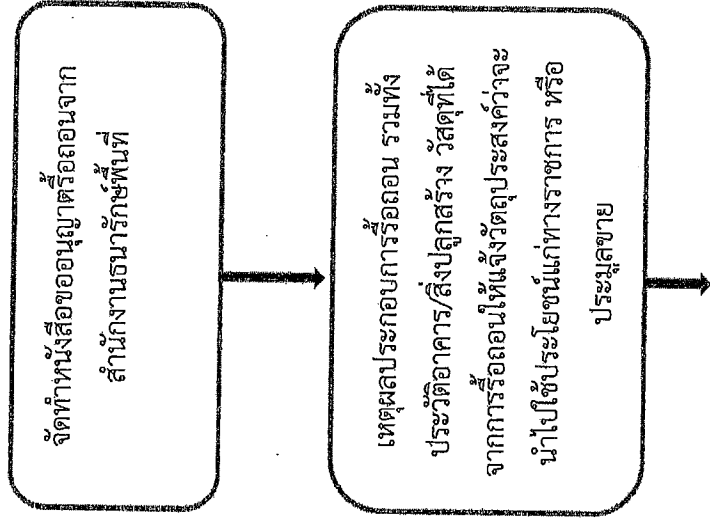 จัดทำหนังสือขออนุญาตรื้อถอนจาก
สำนักงานธนารักษ์พื้นที่
เหตุผลประกอบการรื้อถอน รวมทั้ง
ประวัติอาคาร/สิ่งปลูกสร้าง วัสดุที่ได้
จากการรื้อถอนให้แจ้งวัตถุประสงค์ว่าจะ
นำไปใช้ประโยชน์แก่ทางราชการ หรือ
ประมูลขาย